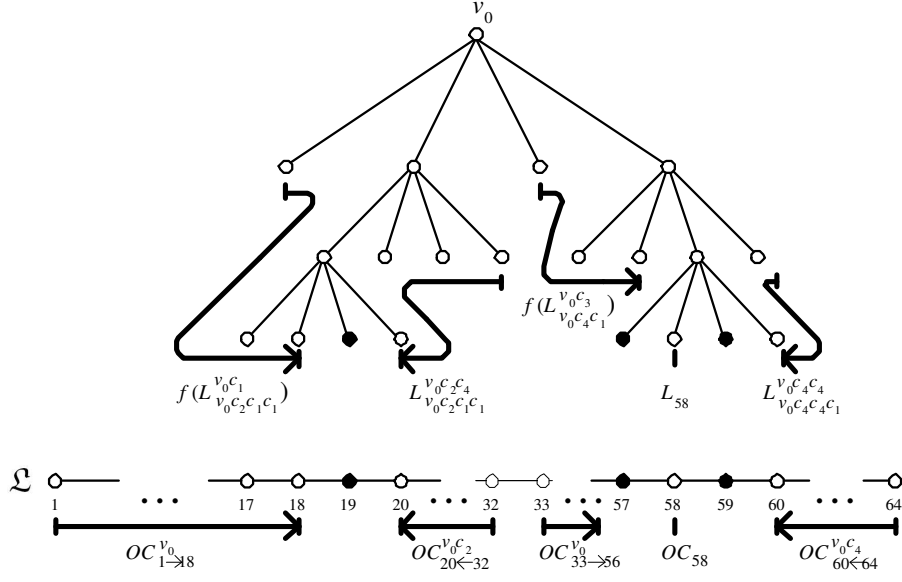 v₀
f(L^{v₀c₃}_{v₀c₄c₁})
f(L^{v₀c₁}_{v₀c₂c₁c₁}) L^{v₀c₂c₄}_{v₀c₂c₁c₁} L₅₈ L^{v₀c₄c₄}_{v₀c₄c₄c₁}
𝔏
1 ... 17 18 19 20 ... 32 33 ... 57 58 59 60 ... 64
OC^{v₀}_{1→18} OC^{v₀c₂}_{20←32} OC^{v₀}_{33→56} OC₅₈ OC^{v₀c₄}_{60←64}